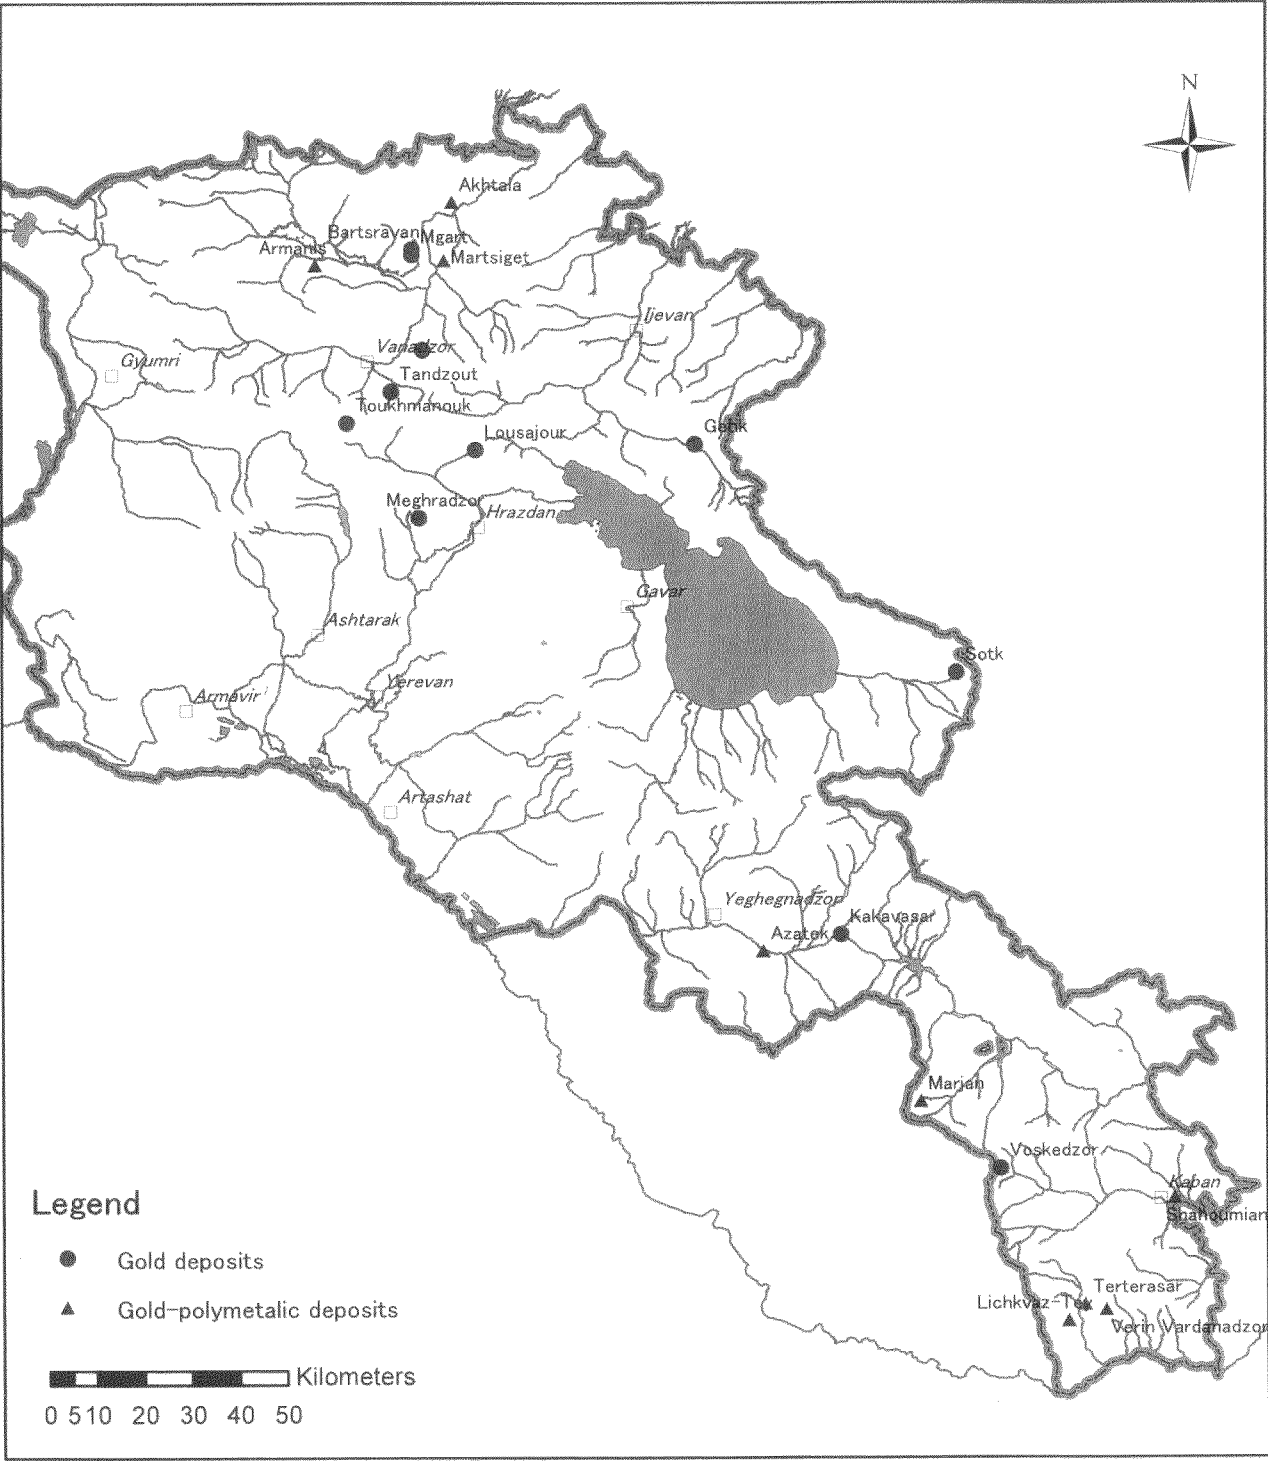 N
Akhtala
Bartsrayan
Mgart
Armanis
Martsiget
Ijevan
Vanadzor
Gyumri
Tandzout
Toukhmanouk
Gatik
Lousajour
Meghradzor
Hrazdan
Gavar
Ashtarak
Sotk
Yerevan
Armavir
Artashat
Yeghegnadzor
Kakavasar
Azatek
Marjan
Voskedzor
Kapan
Shahoumian
Terterasar
Verin Vardanadzor
Legend
Gold deposits
Gold-polymetalic deposits
Kilometers
0 5 10 20 30 40 50